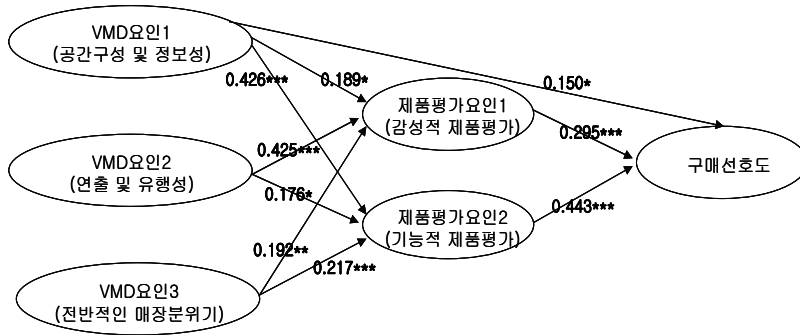 VMD요인1
(공간구성 및 정보성)
0.426***
0.189*
0.150*
제품평가요인1
(감성적 제품평가)
0.295***
VMD요인2
(연출 및 유행성)
0.425***
0.176*
구매선호도
제품평가요인2
(기능적 제품평가)
0.443***
0.192**
0.217***
VMD요인3
(전반적인 매장분위기)